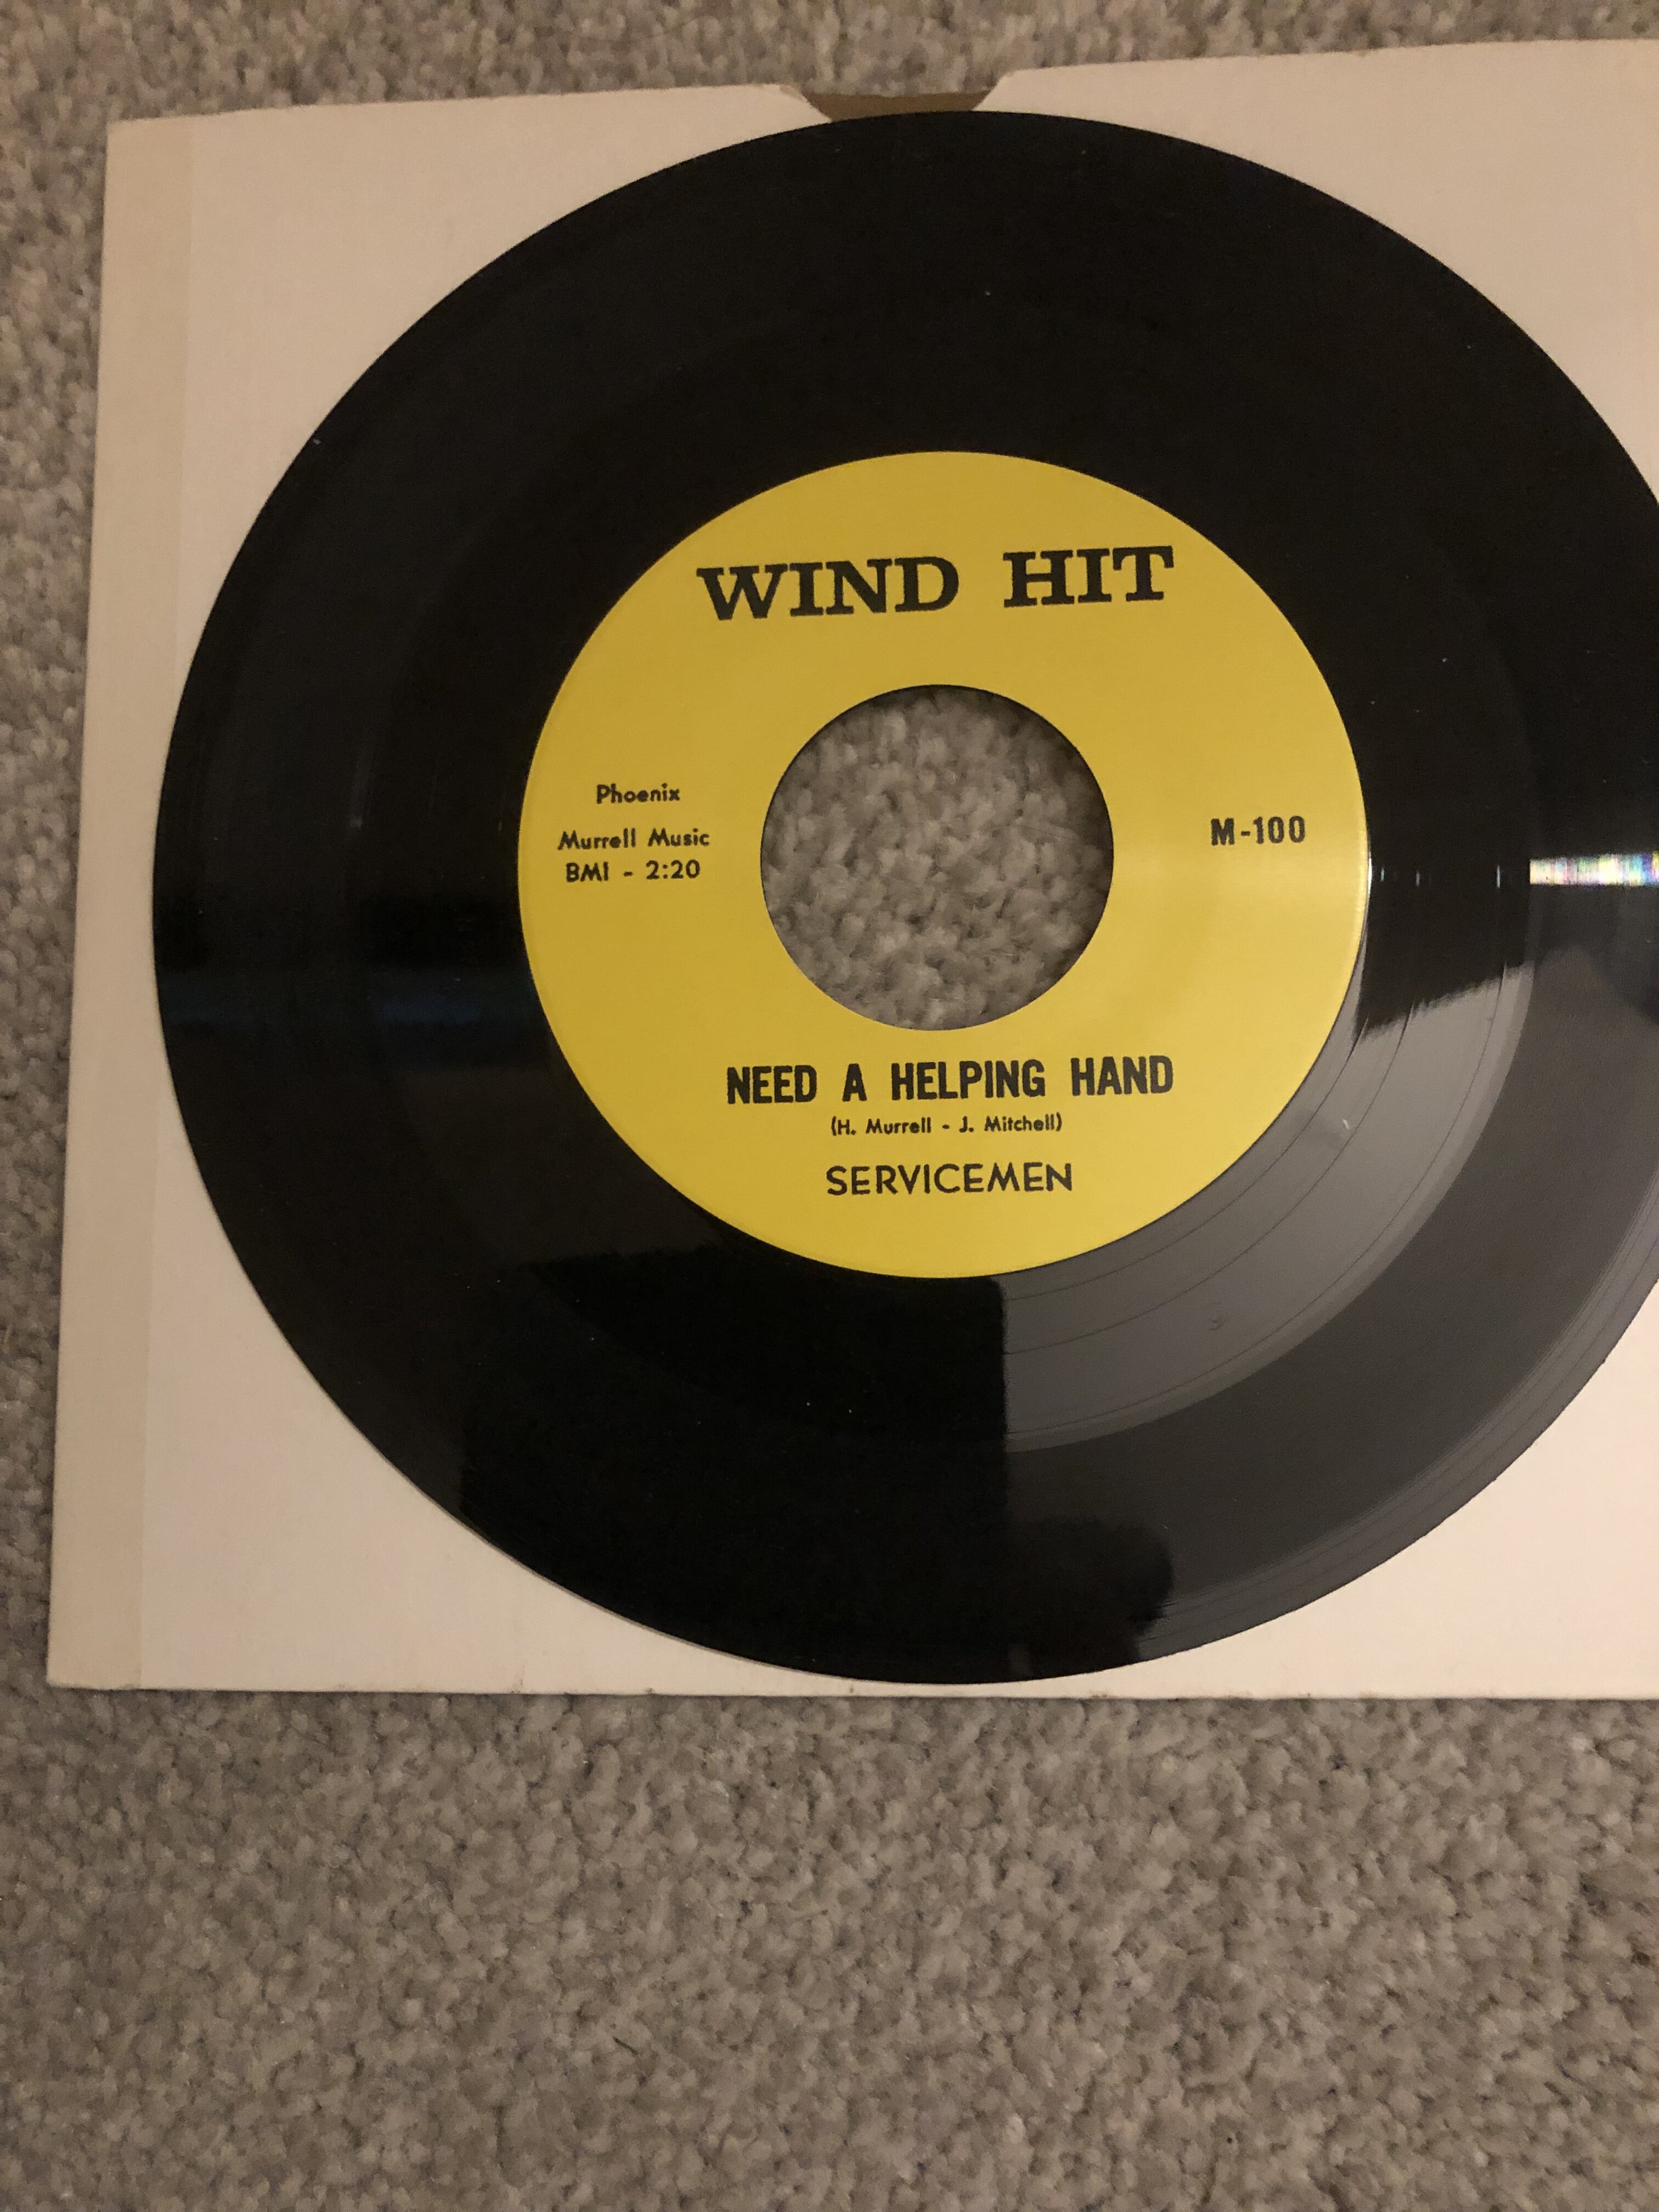 WIND HIT
Phoenix
Murrell Music
BMI - 2:20
M-100
NEED A HELPING HAND
(H. Murrell - J. Mitchell)
SERVICEMEN